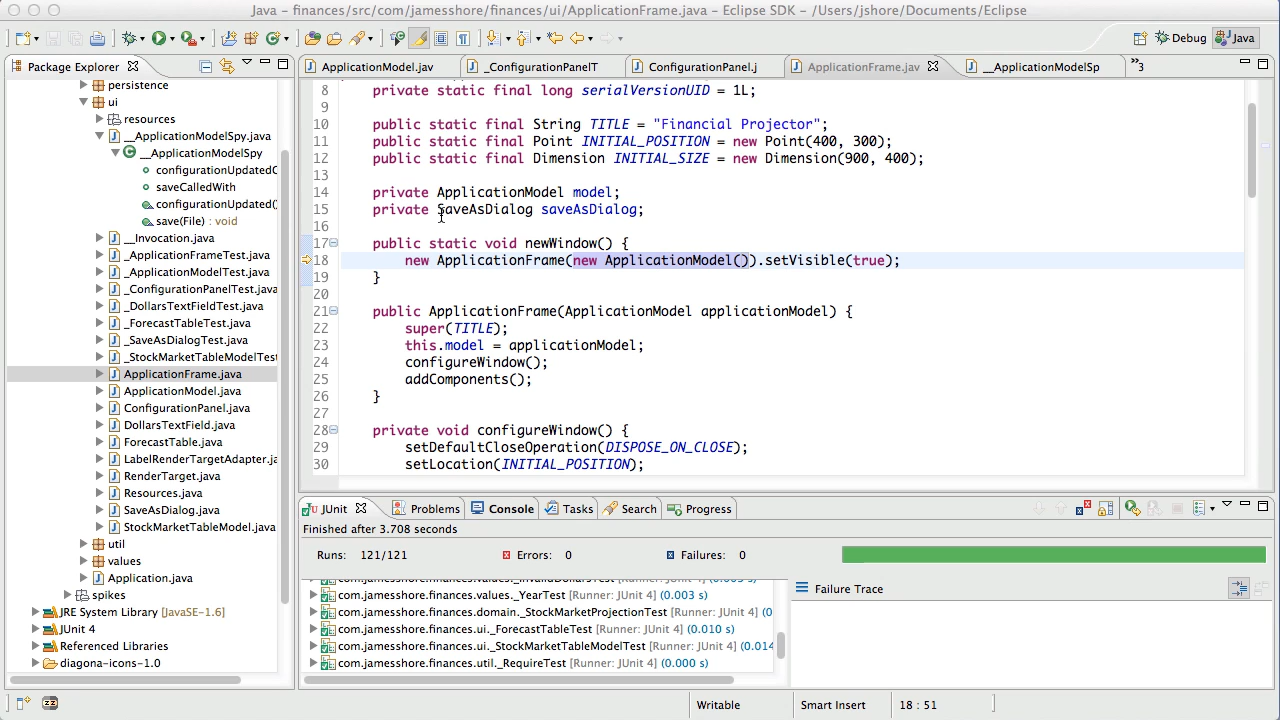 Java – finances/src/com/jamesshore/finances/ui/ApplicationFrame.java – Eclipse SDK – /Users/jshore/Documents/Eclipse
Debug Java
Package Explorer
ApplicationModel.jav _ConfigurationPanelT ConfigurationPanel.j ApplicationFrame.jav __ApplicationModelSp »3
persistence
ui
resources
__ApplicationModelSpy.java
__ApplicationModelSpy
configurationUpdatedC
saveCalledWith
configurationUpdated()
save(File) : void
__Invocation.java
_ApplicationFrameTest.java
_ApplicationModelTest.java
_ConfigurationPanelTest.java
_DollarsTextFieldTest.java
_ForecastTableTest.java
_SaveAsDialogTest.java
_StockMarketTableModelTest
ApplicationFrame.java
ApplicationModel.java
ConfigurationPanel.java
DollarsTextField.java
ForecastTable.java
LabelRenderTargetAdapter.ja
RenderTarget.java
Resources.java
SaveAsDialog.java
StockMarketTableModel.java
util
values
Application.java
spikes
JRE System Library [JavaSE-1.6]
JUnit 4
Referenced Libraries
diagona-icons-1.0
8 private static final long serialVersionUID = 1L;
9
10 public static final String TITLE = "Financial Projector";
11 public static final Point INITIAL_POSITION = new Point(400, 300);
12 public static final Dimension INITIAL_SIZE = new Dimension(900, 400);
13
14 private ApplicationModel model;
15 private SaveAsDialog saveAsDialog;
16
17 public static void newWindow() {
18 new ApplicationFrame(new ApplicationModel()).setVisible(true);
19 }
20
21 public ApplicationFrame(ApplicationModel applicationModel) {
22 super(TITLE);
23 this.model = applicationModel;
24 configureWindow();
25 addComponents();
26 }
27
28 private void configureWindow() {
29 setDefaultCloseOperation(DISPOSE_ON_CLOSE);
30 setLocation(INITIAL_POSITION);
JUnit Problems Console Tasks Search Progress
Finished after 3.708 seconds
Runs: 121/121 Errors: 0 Failures: 0
com.jamesshore.finances.values._InvalidDollarsTest [Runner: JUnit 4] (0.003 s)
com.jamesshore.finances.values._YearTest [Runner: JUnit 4] (0.003 s)
com.jamesshore.finances.domain._StockMarketProjectionTest [Runner: JUnit 4] (0
com.jamesshore.finances.ui._ForecastTableTest [Runner: JUnit 4] (0.010 s)
com.jamesshore.finances.ui._StockMarketTableModelTest [Runner: JUnit 4] (0.014
com.jamesshore.finances.util._RequireTest [Runner: JUnit 4] (0.000 s)
Failure Trace
Writable Smart Insert 18 : 51